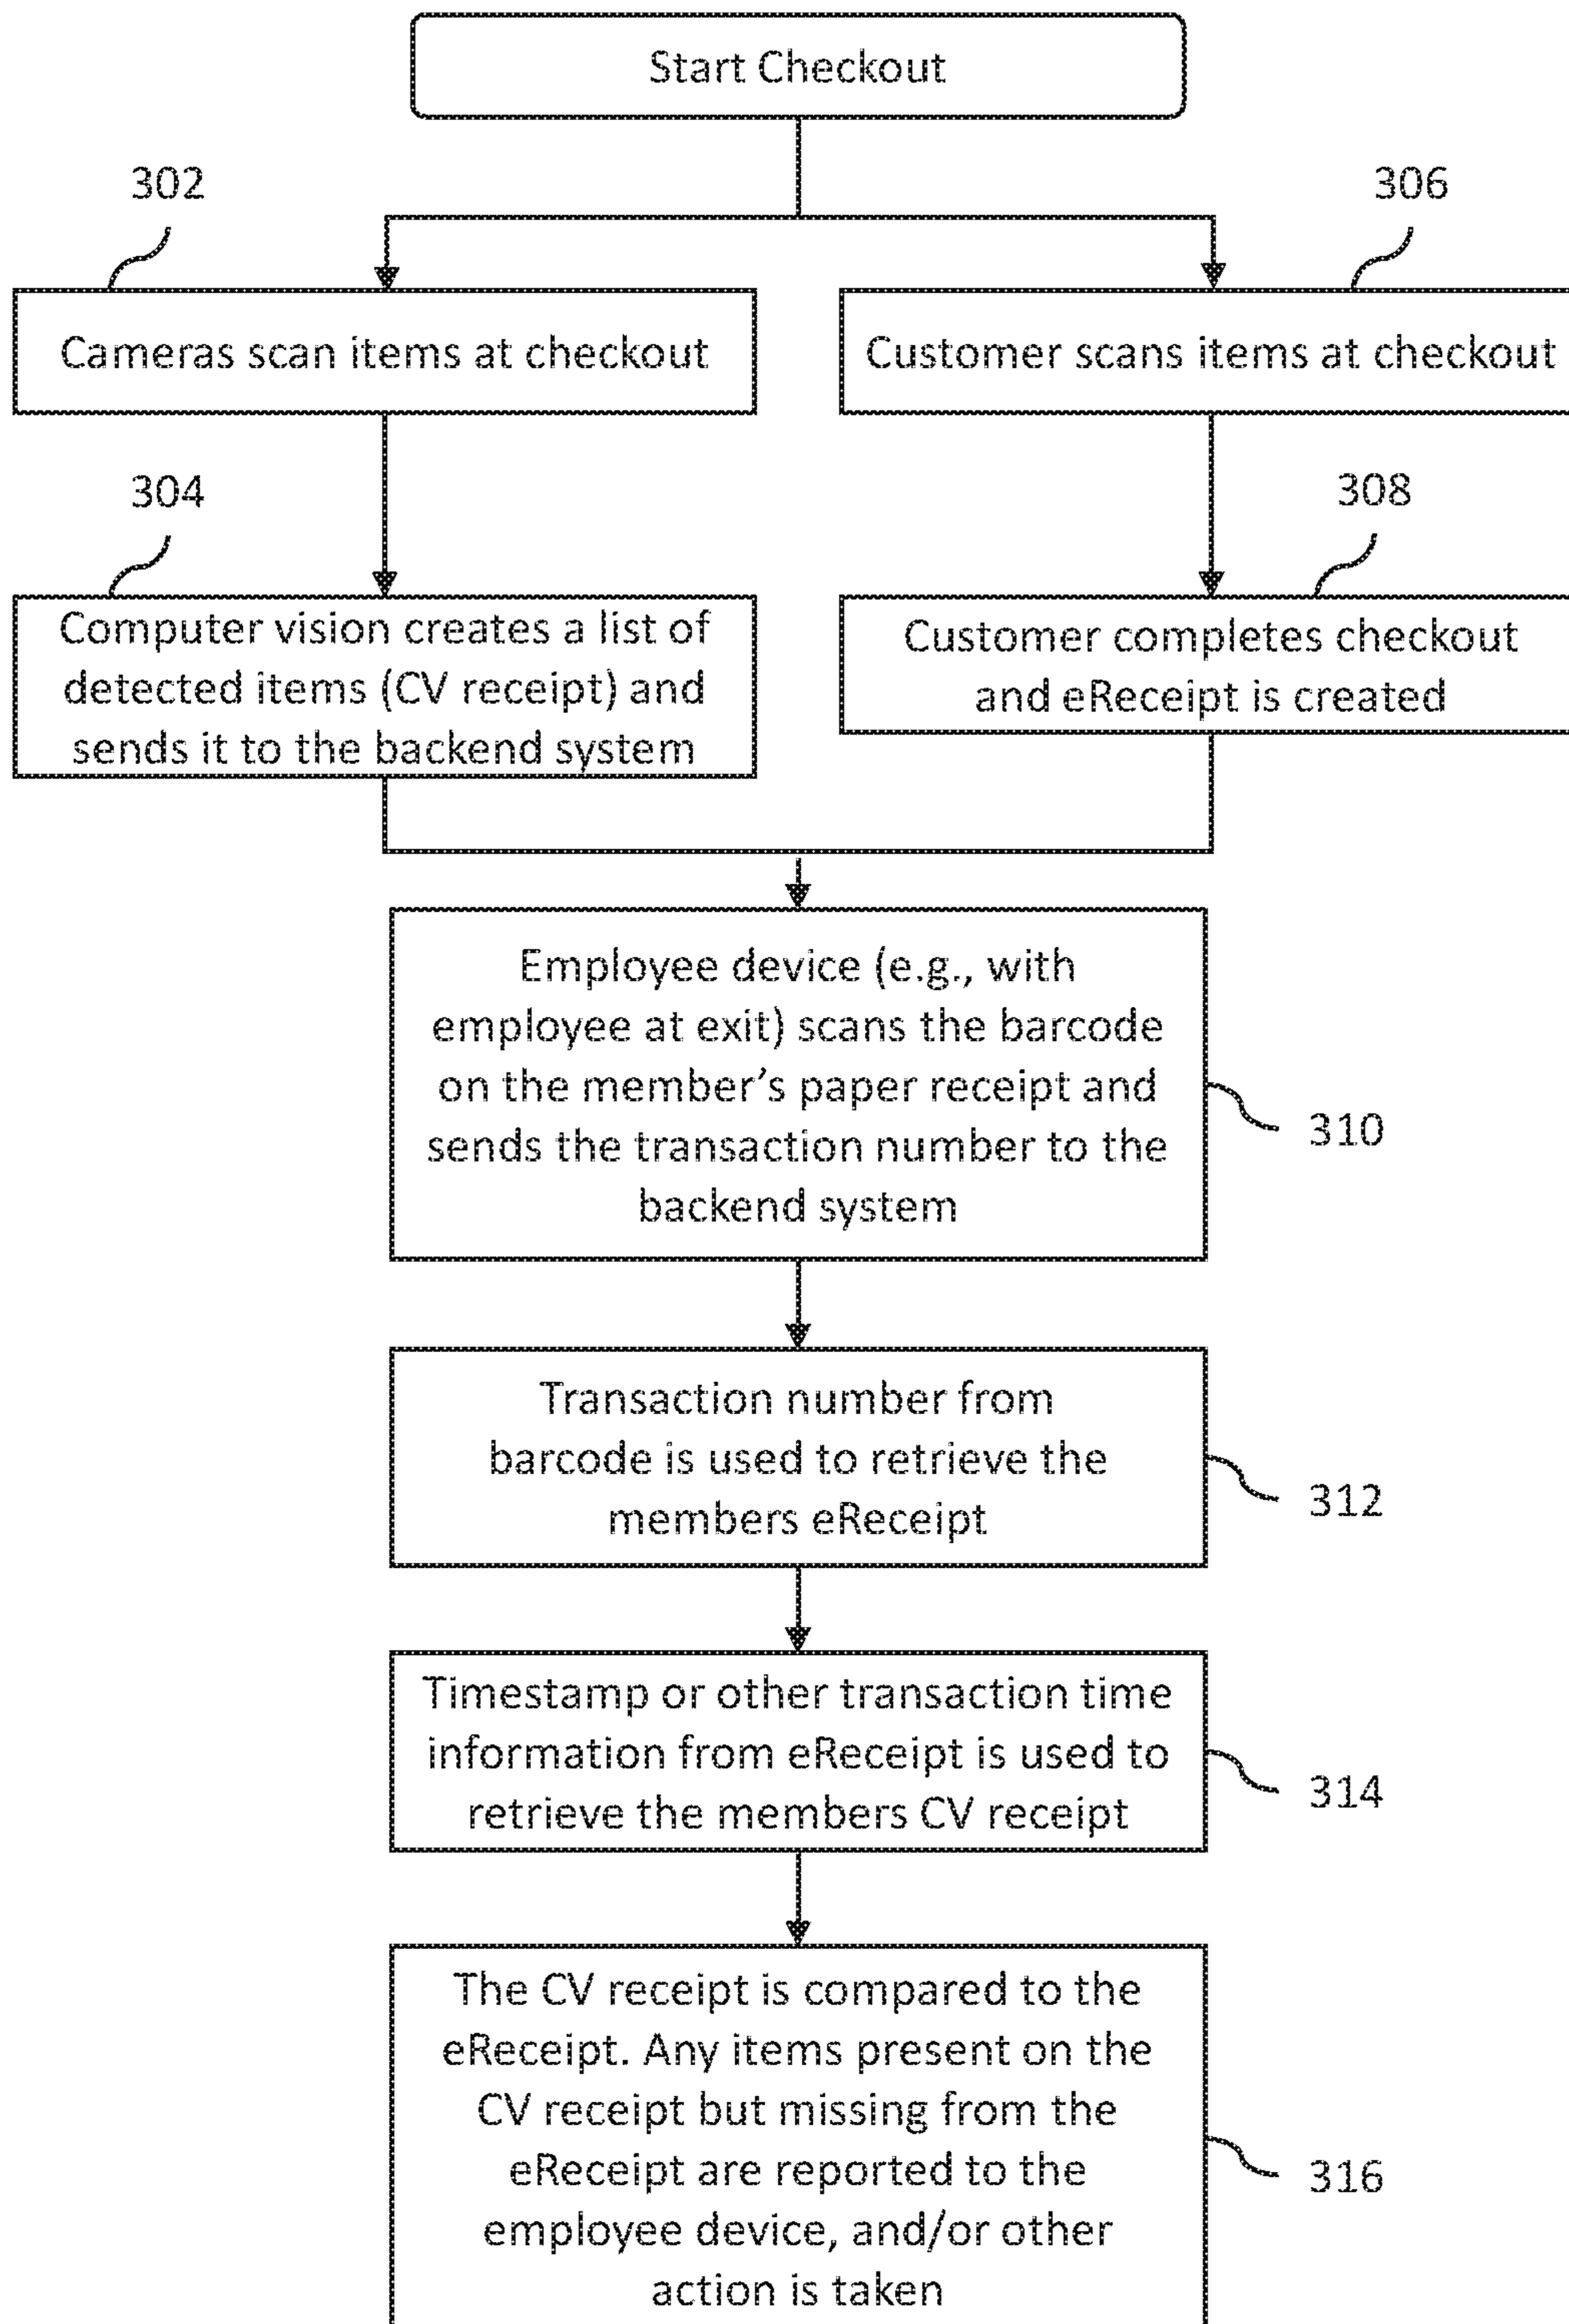 Start Checkout
302
306
Cameras scan items at checkout
Customer scans items at checkout
304
308
Computer vision creates a list of
detected items (CV receipt) and
sends it to the backend system
Customer completes checkout
and eReceipt is created
Employee device (e.g., with
employee at exit) scans the barcode
on the member’s paper receipt and
sends the transaction number to the
backend system
310
Transaction number from
barcode is used to retrieve the
members eReceipt
312
Timestamp or other transaction time
information from eReceipt is used to
retrieve the members CV receipt
314
The CV receipt is compared to the
eReceipt. Any items present on the
CV receipt but missing from the
eReceipt are reported to the
employee device, and/or other
action is taken
316